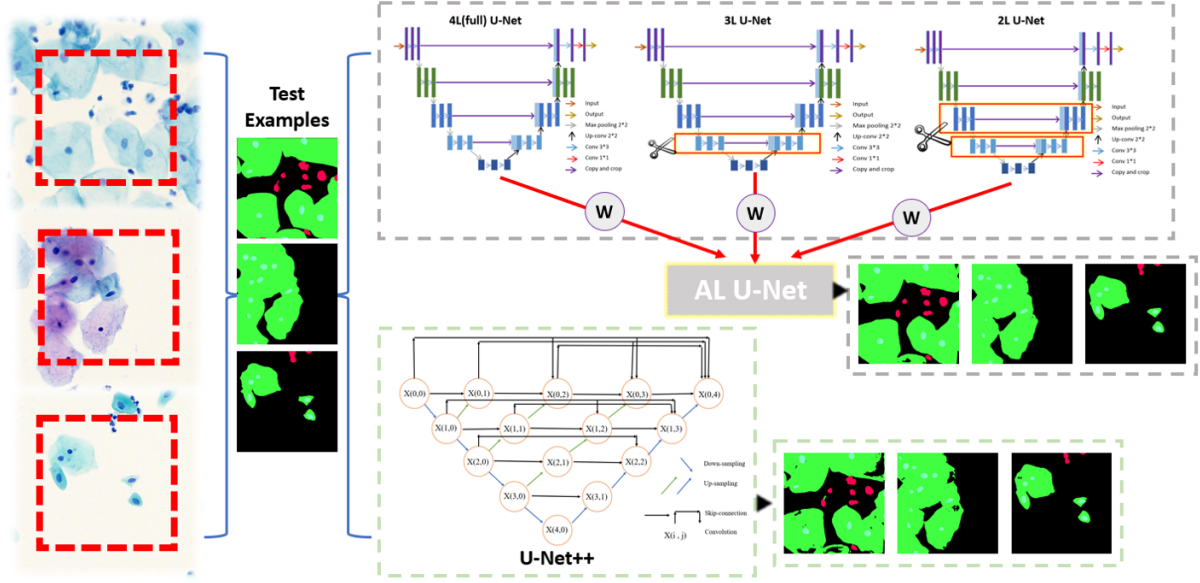 Test
Examples
4L(full) U-Net
3L U-Net
2L U-Net
Input
Output
Max pooling 2*2
Up-conv 2*2
Conv 3*3
Conv 1*1
Copy and crop
Input
Output
Max pooling 2*2
Up-conv 2*2
Conv 3*3
Conv 1*1
Copy and crop
Input
Output
Max pooling 2*2
Up-conv 2*2
Conv 3*3
Conv 1*1
Copy and crop
W
W
W
AL U-Net
X(0,0)
X(0,1)
X(0,2)
X(0,3)
X(0,4)
X(1,0)
X(1,1)
X(1,2)
X(1,3)
X(2,0)
X(2,1)
X(2,2)
X(3,0)
X(3,1)
X(4,0)
Down-sampling
Up-sampling
Skip-connection
X(i , j)
Convolution
U-Net++